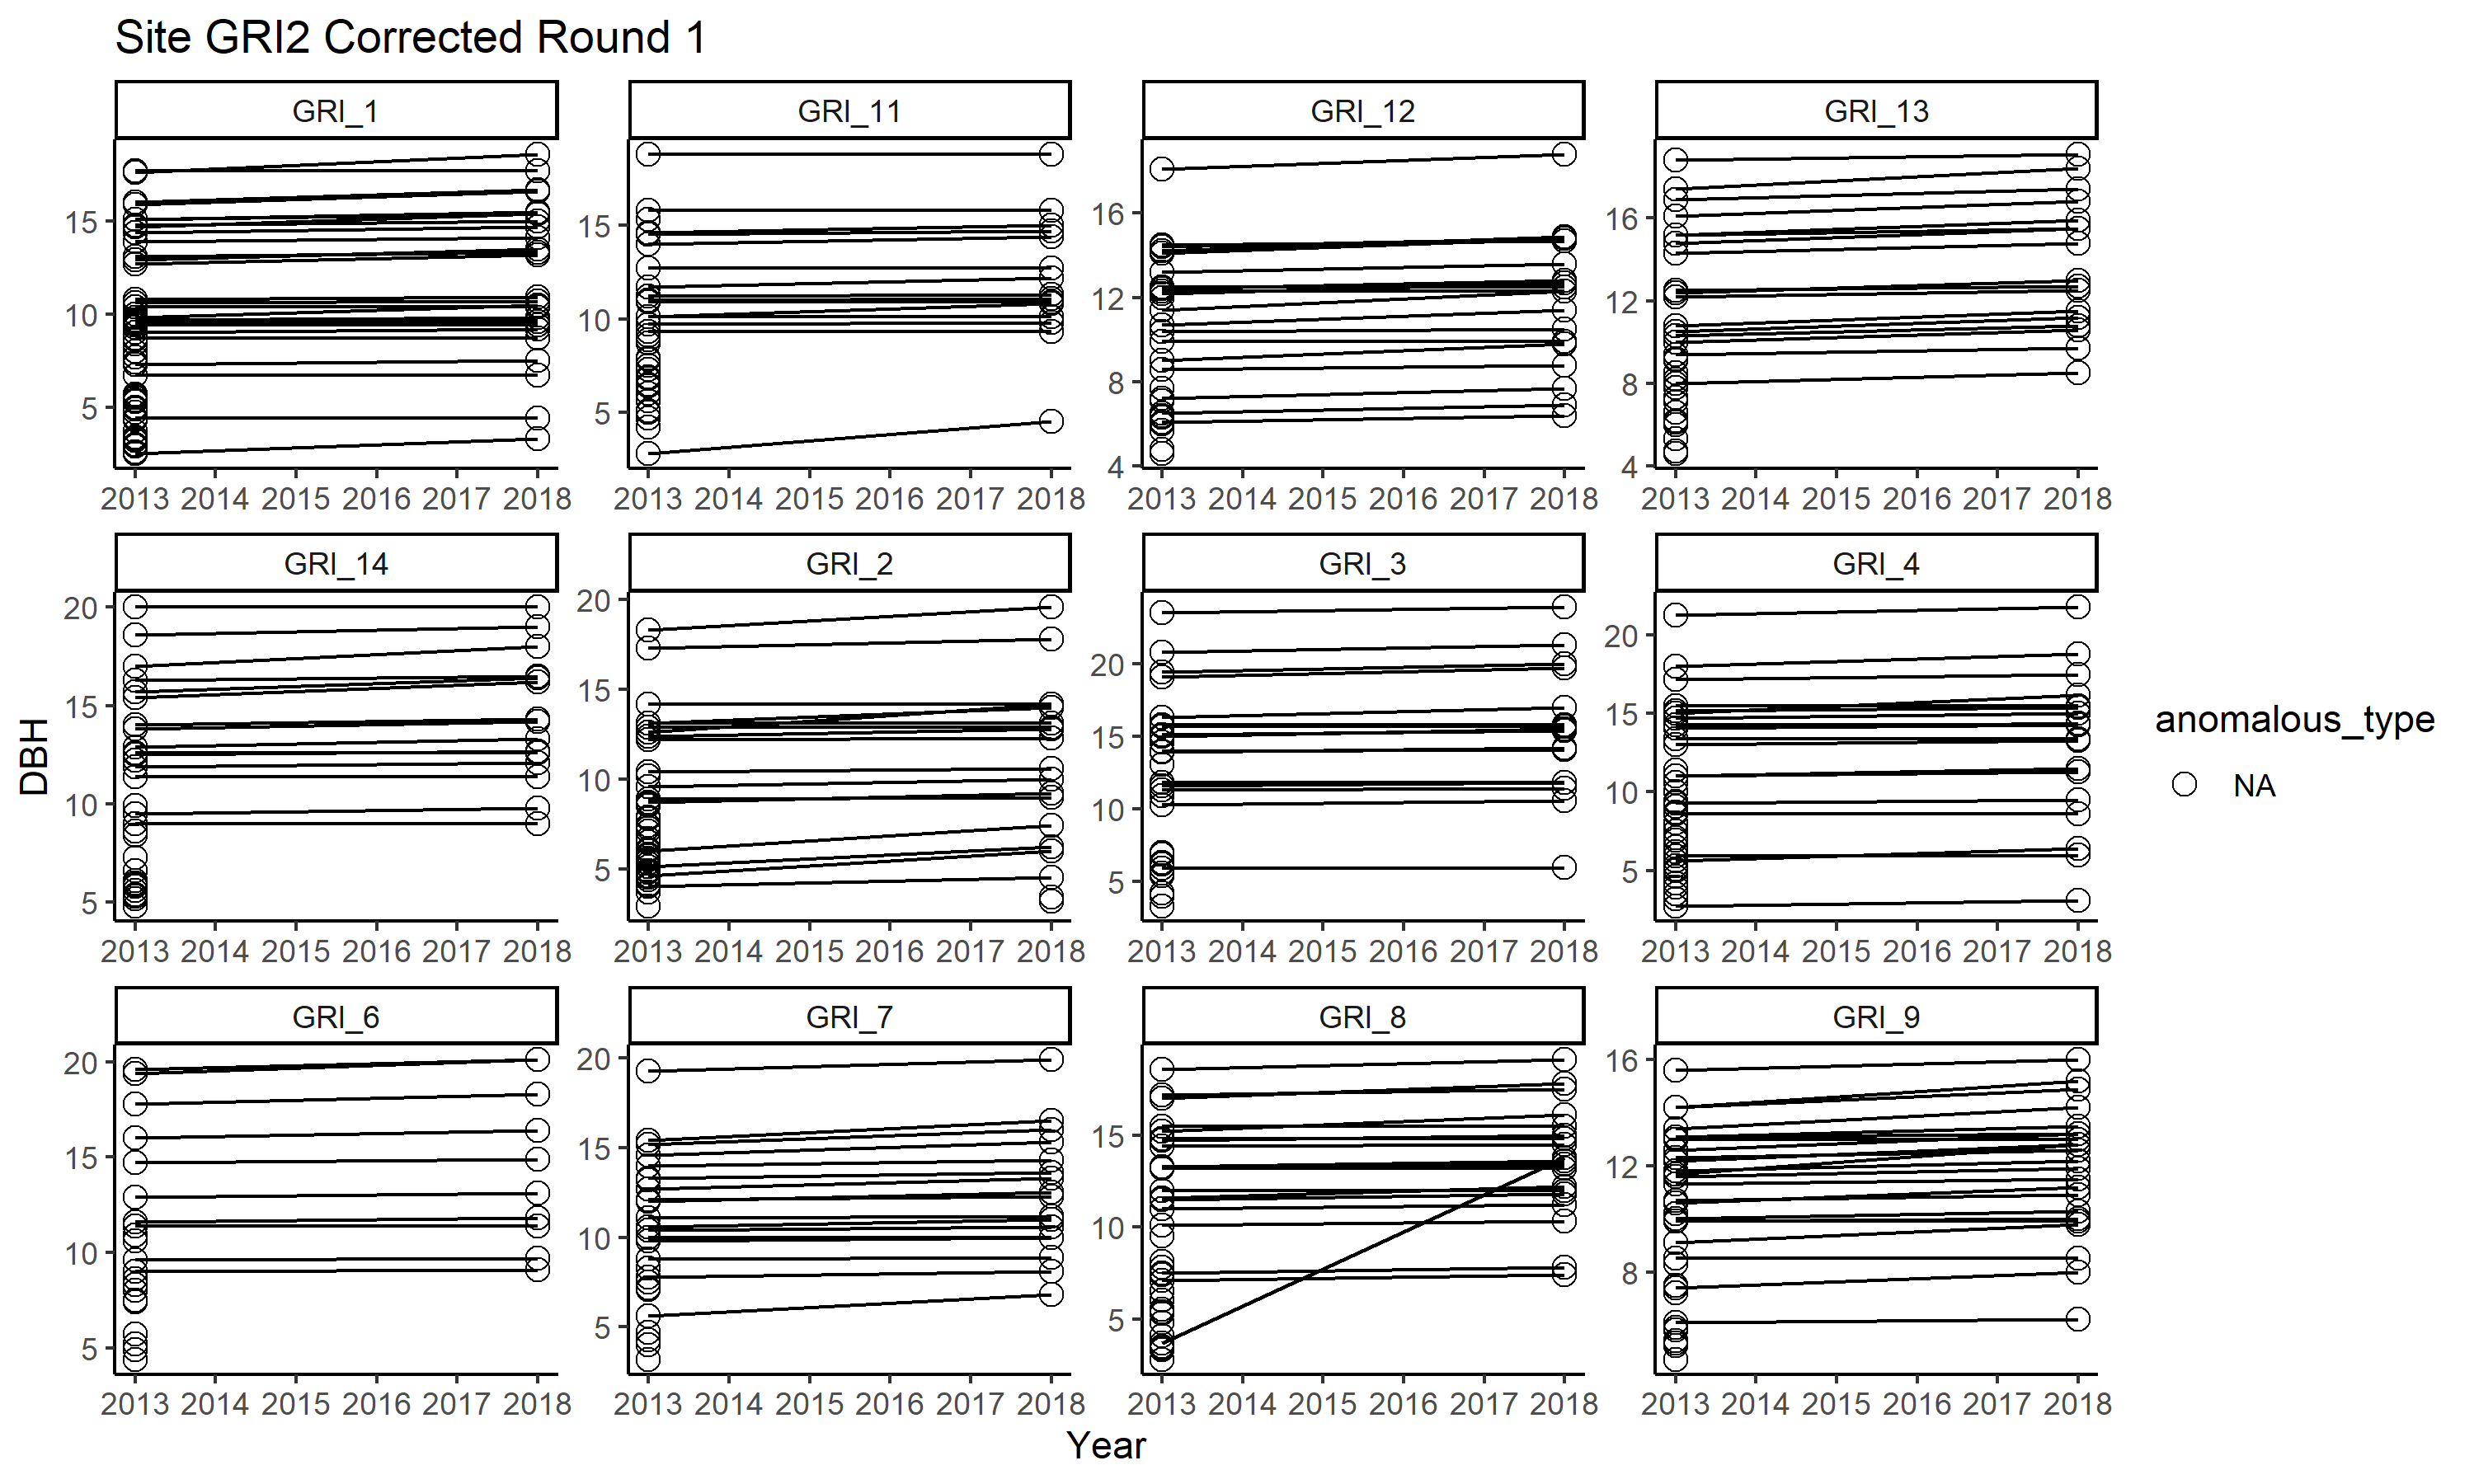 Site GRI2 Corrected Round 1
GRI_1 GRI_11 GRI_12 GRI_13
15 10 5
15 10 5
16 12 8 4
16 12 8 4
2013 2014 2015 2016 2017 2018 2013 2014 2015 2016 2017 2018 2013 2014 2015 2016 2017 2018 2013 2014 2015 2016 2017 2018
GRI_14 GRI_2 GRI_3 GRI_4
20 15 10 5
20 15 10 5
20 15 10 5
20 15 10 5
2013 2014 2015 2016 2017 2018 2013 2014 2015 2016 2017 2018 2013 2014 2015 2016 2017 2018 2013 2014 2015 2016 2017 2018
GRI_6 GRI_7 GRI_8 GRI_9
20 15 10 5
20 15 10 5
15 10 5
16 12 8
2013 2014 2015 2016 2017 2018 2013 2014 2015 2016 2017 2018 2013 2014 2015 2016 2017 2018 2013 2014 2015 2016 2017 2018
DBH
Year
anomalous_type
NA